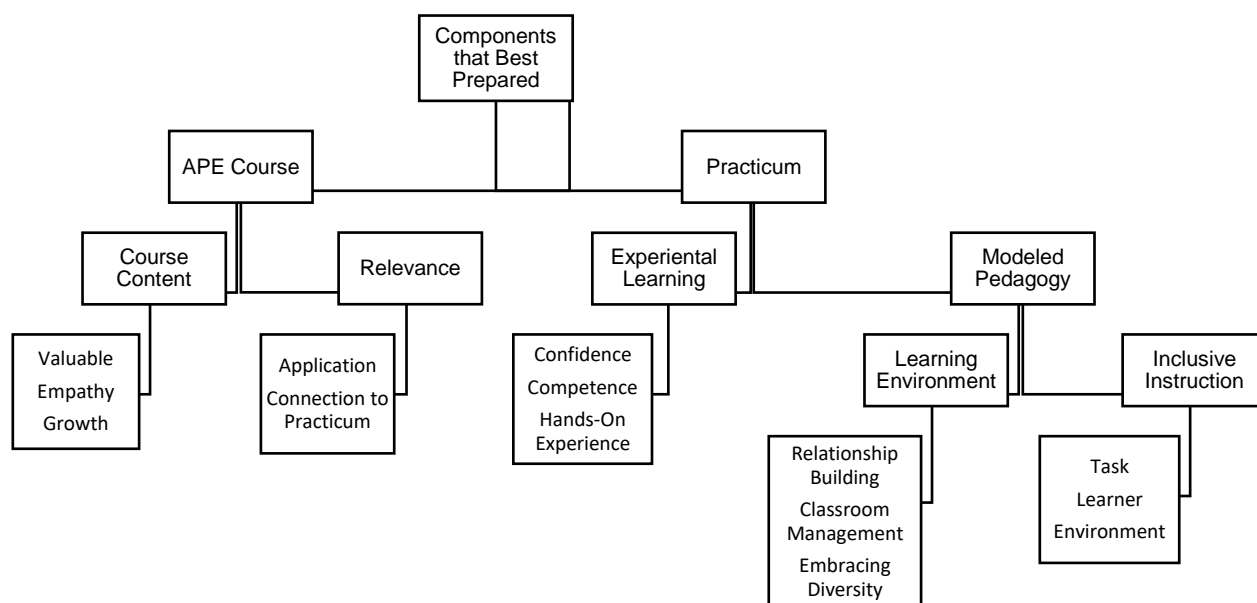 Components
that Best
Prepared
APE Course
Practicum
Course
Content
Relevance
Experiental
Learning
Modeled
Pedagogy
Valuable
Empathy
Growth
Application
Connection to
Practicum
Confidence
Competence
Hands-On
Experience
Learning
Environment
Inclusive
Instruction
Relationship
Building
Classroom
Management
Embracing
Diversity
Task
Learner
Environment